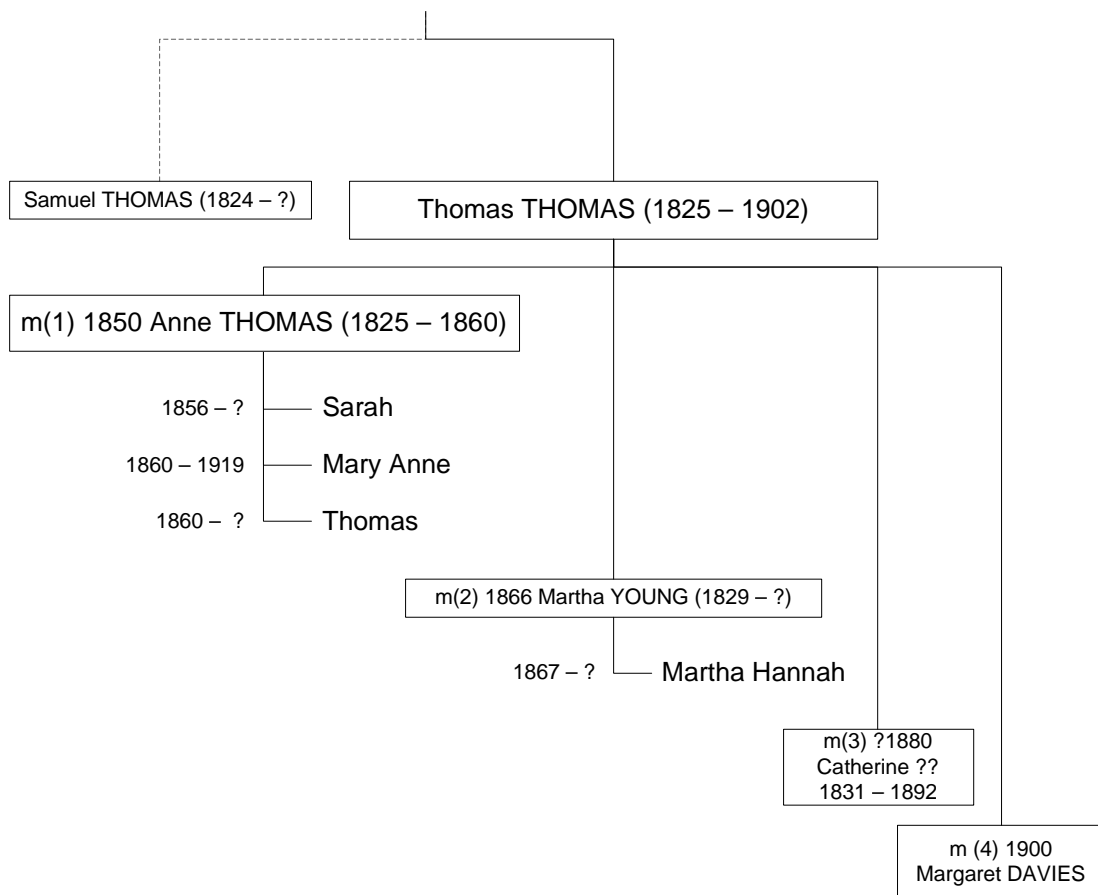 Samuel THOMAS (1824 – ?)
Thomas THOMAS (1825 – 1902)
m(1) 1850 Anne THOMAS (1825 – 1860)
1856 – ? Sarah
1860 – 1919 Mary Anne
1860 – ? Thomas
m(2) 1866 Martha YOUNG (1829 – ?)
1867 – ? Martha Hannah
m(3) ?1880
Catherine ??
1831 – 1892
m (4) 1900
Margaret DAVIES